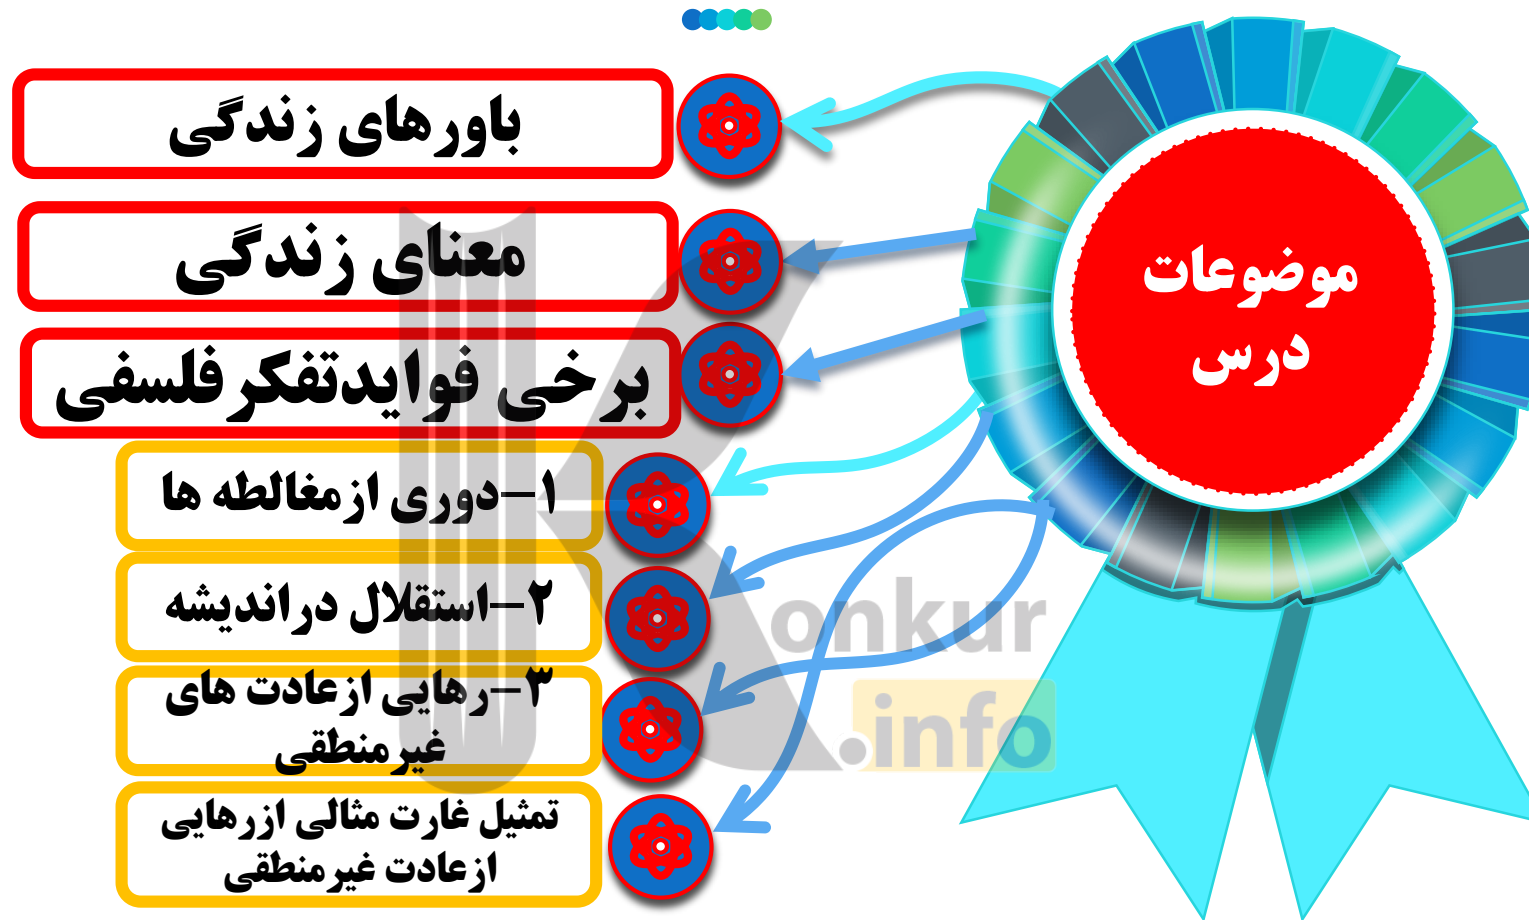 موضوعات
درس
باورهای زندگی
معنای زندگی
برخی فوایدتفکرفلسفی
۱-دوری ازمغالطه ها
۲-استقلال دراندیشه
۳-رهایی ازعادت های
غیرمنطقی
تمثیل غارت مثالی ازرهایی
ازعادت غیرمنطقی
Konkur
.info